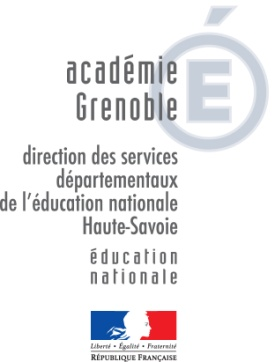 académie
Grenoble
É
direction des services
départementaux
de l'éducation nationale
Haute-Savoie
éducation
nationale
Liberté • Égalité • Fraternité
RÉPUBLIQUE FRANÇAISE